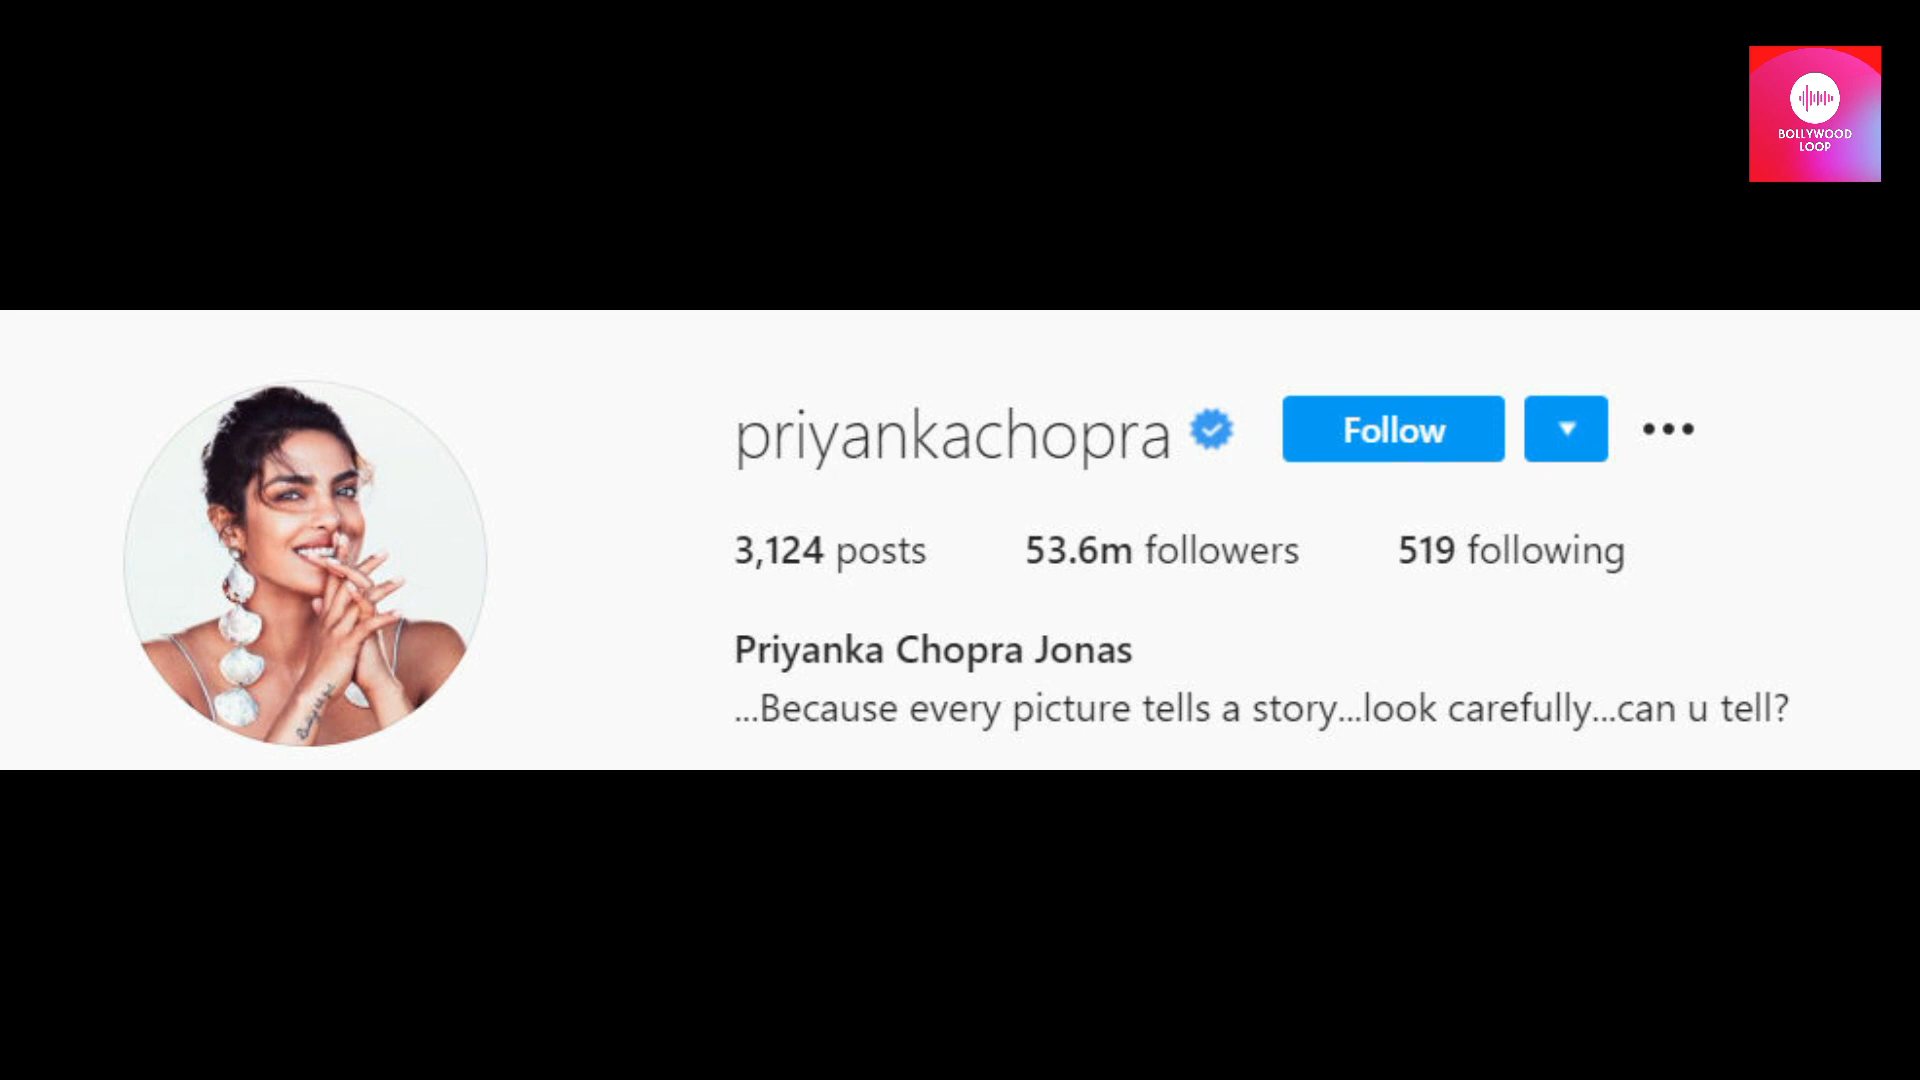 BOLLYWOOD
LOOP
priyankachopra Follow
3,124 posts 53.6m followers 519 following
Priyanka Chopra Jonas
...Because every picture tells a story...look carefully...can u tell?